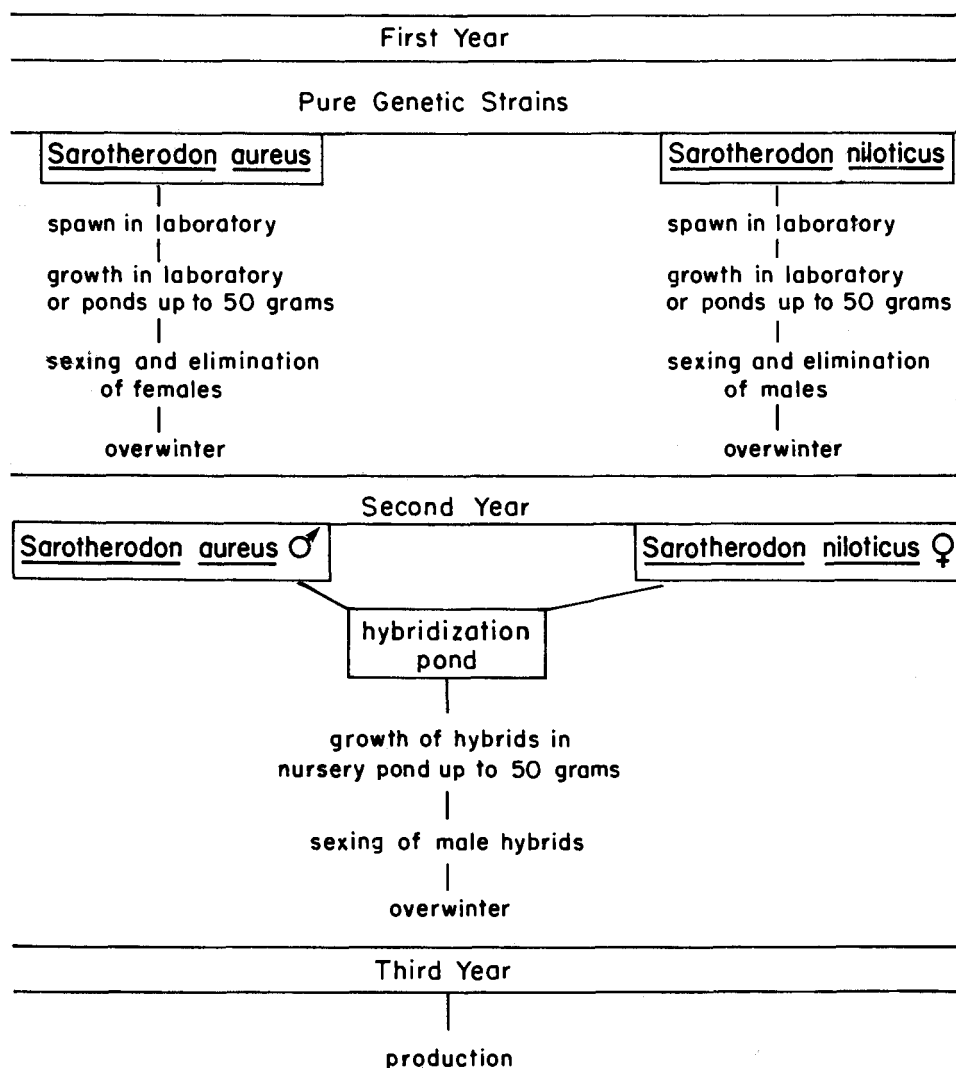 First Year
Pure Genetic Strains
Sarotherodon aureus
spawn in laboratory
growth in laboratory
or ponds up to 50 grams
sexing and elimination
of females
overwinter
Sarotherodon niloticus
spawn in laboratory
growth in laboratory
or ponds up to 50 grams
sexing and elimination
of males
overwinter
Second Year
Sarotherodon aureus ♂
Sarotherodon niloticus ♀
hybridization
pond
growth of hybrids in
nursery pond up to 50 grams
sexing of male hybrids
overwinter
Third Year
production